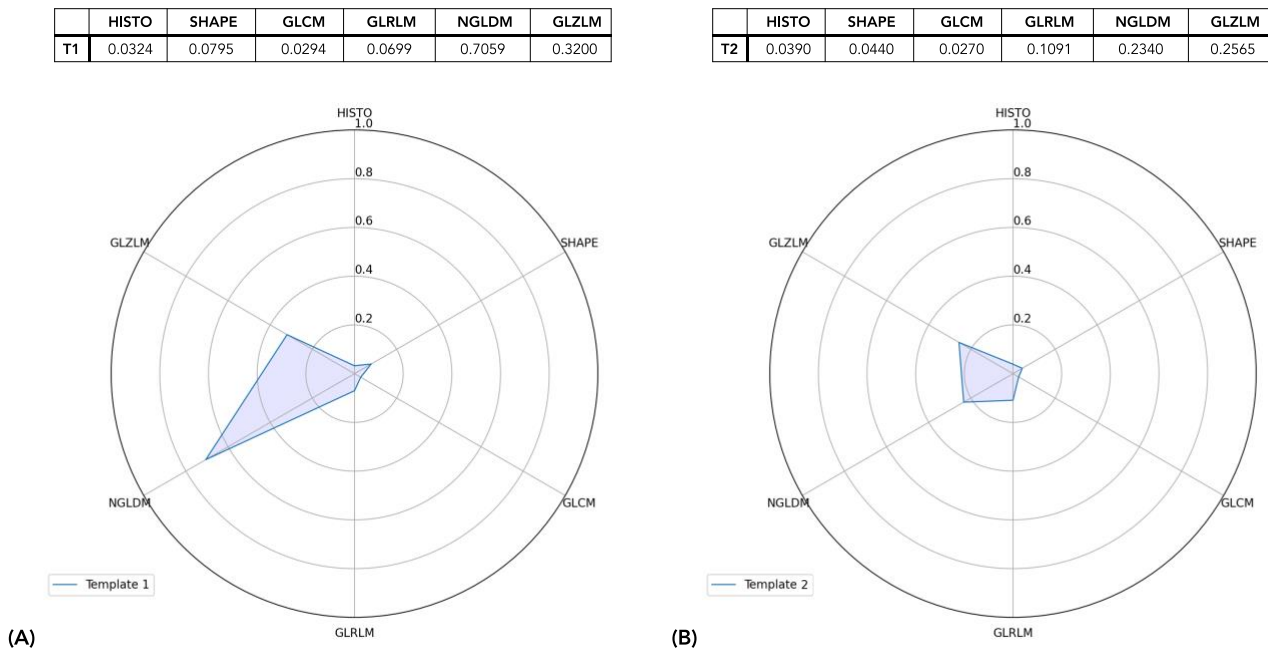 HISTO SHAPE GLCM GLRLM NGLDM GLZLM
T1 0.0324 0.0795 0.0294 0.0699 0.7059 0.3200
HISTO
1.0
0.8
0.6
0.4
0.2
GLZLM
SHAPE
NGLDM
GLCM
GLRLM
Template 1
(A)
HISTO SHAPE GLCM GLRLM NGLDM GLZLM
T2 0.0390 0.0440 0.0270 0.1091 0.2340 0.2565
HISTO
1.0
0.8
0.6
0.4
0.2
GLZLM
SHAPE
NGLDM
GLCM
GLRLM
Template 2
(B)